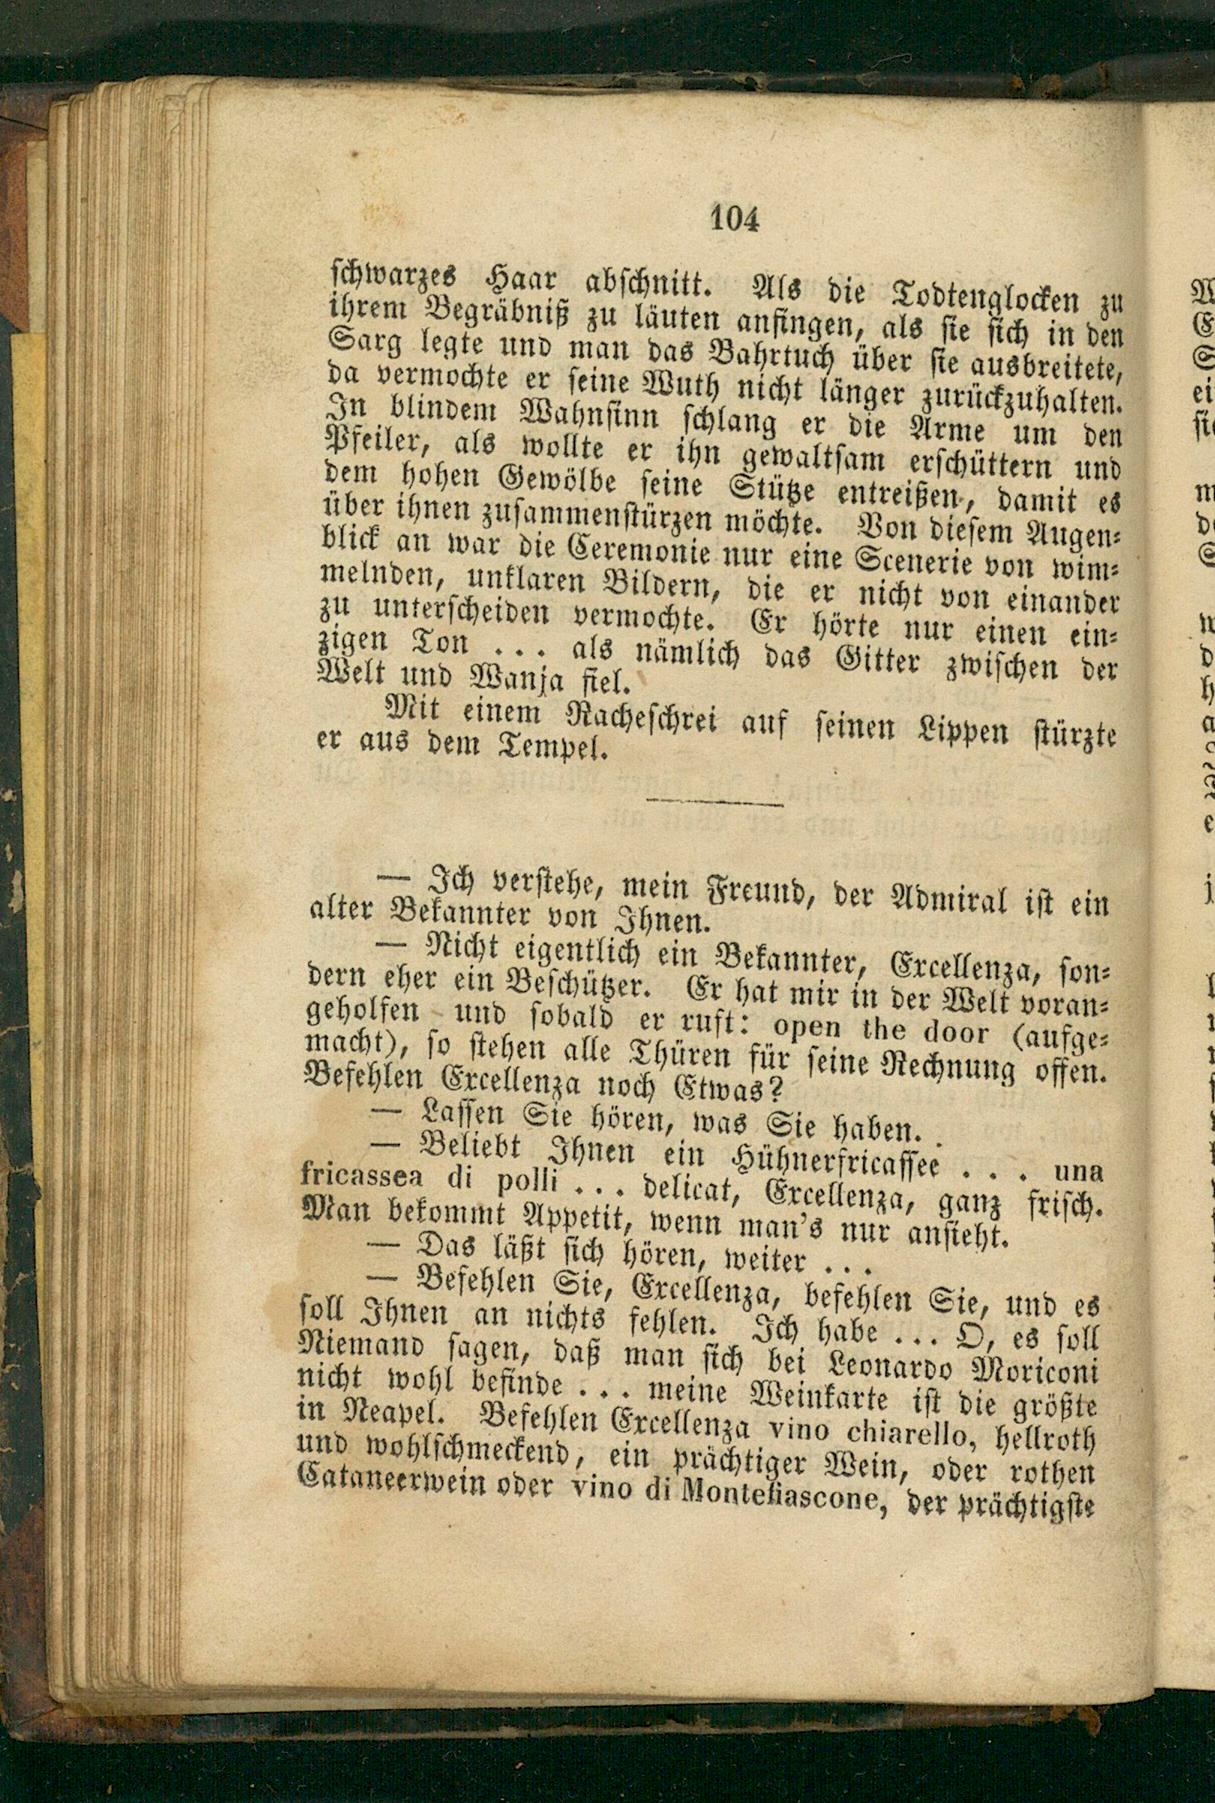 104
schwarzes Haar abschnitt. Als die Todtenglocken zu
ihrem Begräbniß zu läuten anfingen, als sie sich in den
Sarg legte und man das Bahrtuch über sie ausbreitete,
da vermochte er seine Wuth nicht länger zurückzuhalten.
In blindem Wahnsinn schlang er die Arme um den
Pfeiler, als wollte er ihn gewaltsam erschüttern und
dem hohen Gewölbe seine Stütze entreißen, damit es
über ihnen zusammenstürzen möchte. Von diesem Augen-
blick an war die Ceremonie nur eine Scenerie von wim-
melnden, unklaren Bildern, die er nicht von einander
zu unterscheiden vermochte. Er hörte nur einen ein-
zigen Ton ... als nämlich das Gitter zwischen der
Welt und Wanja fiel.
Mit einem Racheschrei auf seinen Lippen stürzte
er aus dem Tempel.
— Ich verstehe, mein Freund, der Admiral ist ein
alter Bekannter von Ihnen.
— Nicht eigentlich ein Bekannter, Excellenza, son-
dern eher ein Beschützer. Er hat mir in der Welt voran-
geholfen und sobald er ruft: open the door (aufge-
macht), so stehen alle Thüren für seine Rechnung offen.
Befehlen Excellenza noch Etwas?
— Lassen Sie hören, was Sie haben.
— Beliebt Ihnen ein Hühnerfricassee ... una
fricassea di polli ... delicat, Excellenza, ganz frisch.
Man bekommt Appetit, wenn man's nur ansieht.
— Das läßt sich hören, weiter ...
— Befehlen Sie, Excellenza, befehlen Sie, und es
soll Ihnen an nichts fehlen. Ich habe ... O, es soll
Niemand sagen, daß man sich bei Leonardo Moriconi
nicht wohl befinde ... meine Weinkarte ist die größte
in Neapel. Befehlen Excellenza vino chiarello, hellroth
und wohlschmeckend, ein prächtiger Wein, oder rothen
Cataneerwein oder vino di Montefiascone, der prächtigste